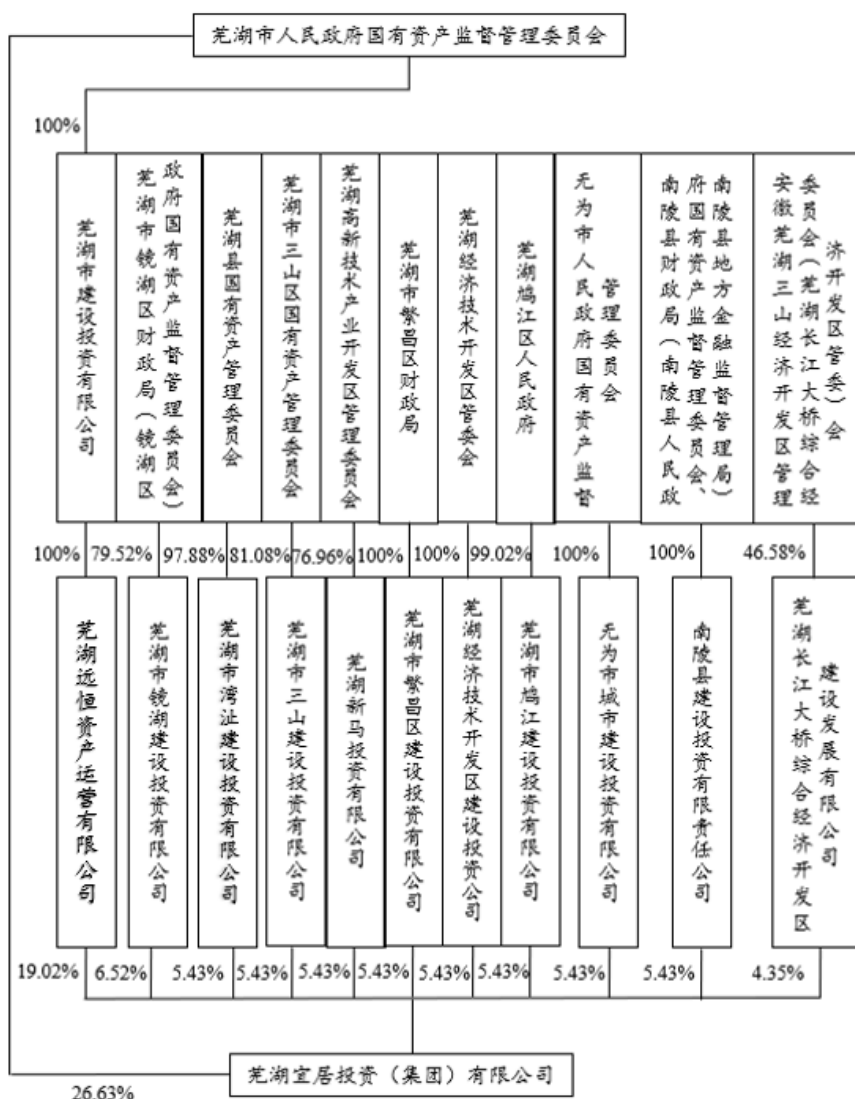 芜湖市人民政府国有资产监督管理委员会
100%
芜湖市建设投资有限公司
芜湖市镜湖区财政局（镜湖区
政府国有资产监督管理委员会）
芜湖县国有资产管理委员会
芜湖市三山区国有资产管理委员会
芜湖高新技术产业开发区管理委员会
芜湖市繁昌区财政局
芜湖经济技术开发区管委会
芜湖鸠江区人民政府
无为市人民政府国有资产监督
管理委员会
南陵县财政局（南陵县人民政
府国有资产监督管理委员会、
南陵县地方金融监督管理局）
安徽芜湖三山经济开发区管理
委员会（芜湖长江大桥综合经
济开发区管委）会
100%
79.52%
97.88%
81.08%
76.96%
100%
100%
99.02%
100%
100%
46.58%
芜湖远恒资产运营有限公司
芜湖市镜湖建设投资有限公司
芜湖市湾沚建设投资有限公司
芜湖市三山建设投资有限公司
芜湖新马投资有限公司
芜湖市繁昌区建设投资有限公司
芜湖经济技术开发区建设投资公司
芜湖市鸠江建设投资有限公司
无为市城市建设投资有限公司
南陵县建设投资有限责任公司
芜湖长江大桥综合经济开发区
建设发展有限公司
19.02%
6.52%
5.43%
5.43%
5.43%
5.43%
5.43%
5.43%
5.43%
5.43%
4.35%
芜湖宜居投资（集团）有限公司
26.63%